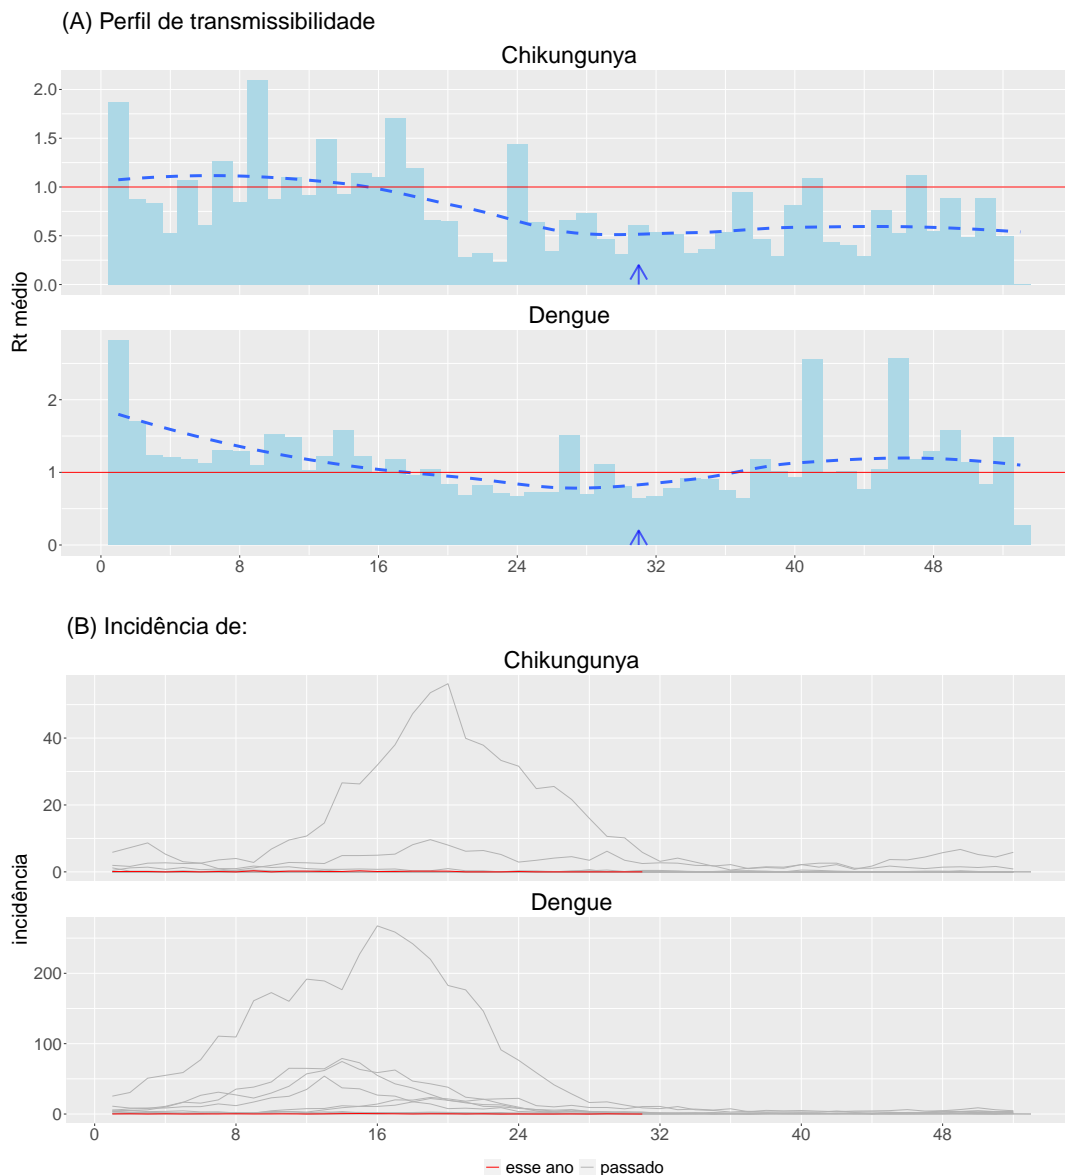 (A) Perfil de transmissibilidade
Chikungunya
2.0
1.5
1.0
0.5
0.0
Rt médio
Dengue
2
1
0
0 8 16 24 32 40 48
(B) Incidência de:
Chikungunya
40
20
0
incidência
Dengue
200
100
0
0 8 16 24 32 40 48
esse ano passado